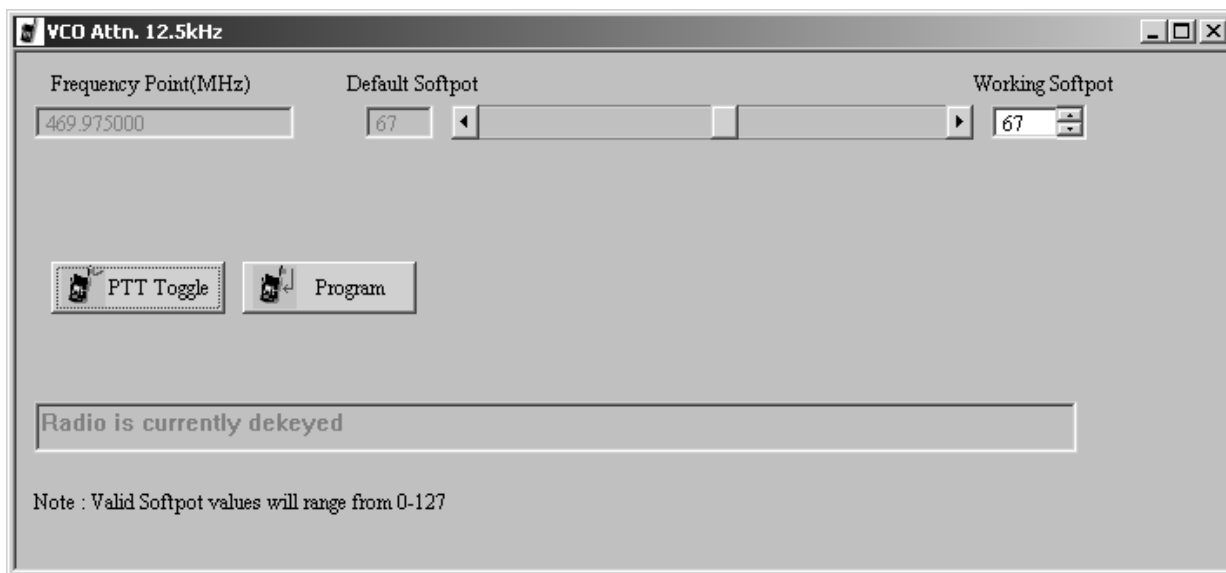 VCO Attn. 12.5kHz
Frequency Point(MHz) Default Softpot Working Softpot
469.975000 67 67
PTT Toggle Program
Radio is currently dekeyed
Note : Valid Softpot values will range from 0-127